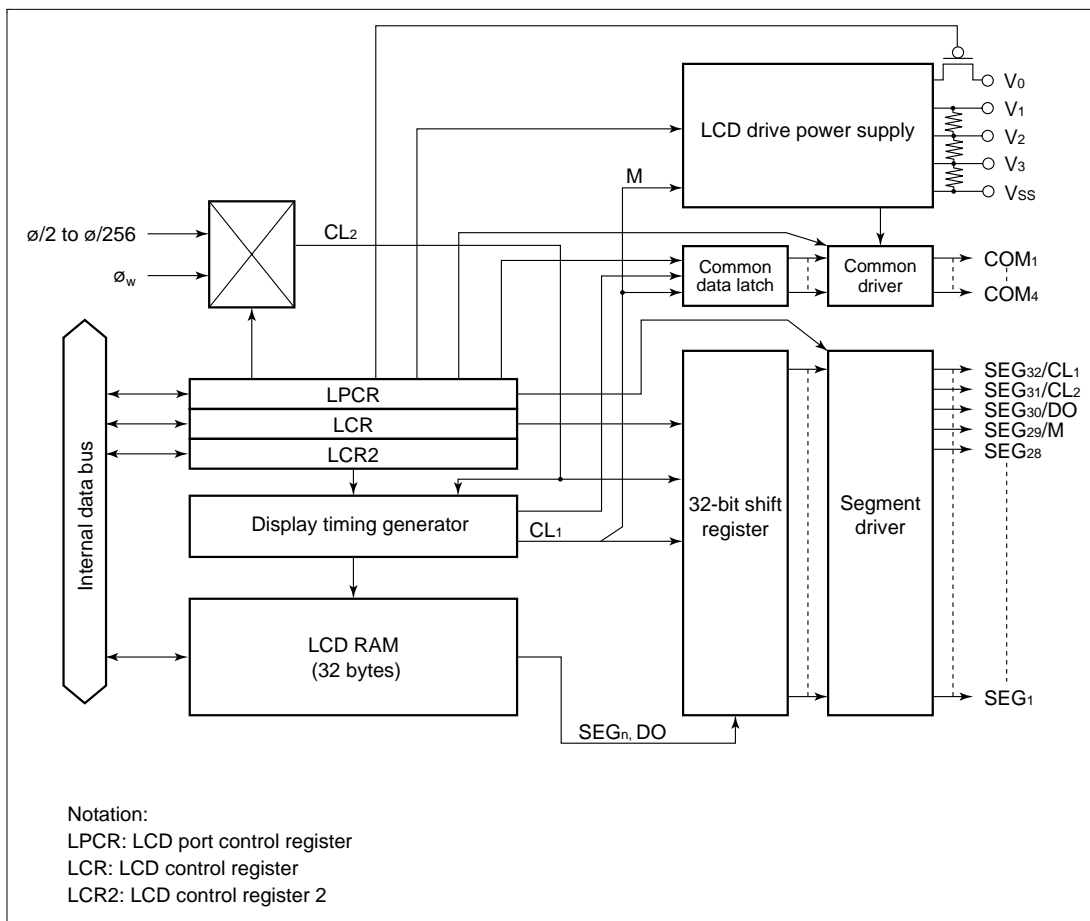 V0
V1
LCD drive power supply
V2
V3
M
VSS
ø/2 to ø/256
CL2
øw
Common
data latch
Common
driver
COM1
COM4
Internal data bus
LPCR
LCR
LCR2
SEG32/CL1
SEG31/CL2
SEG30/DO
SEG29/M
SEG28
Display timing generator
CL1
32-bit shift
register
Segment
driver
LCD RAM
(32 bytes)
SEG1
SEGn, DO
Notation:
LPCR: LCD port control register
LCR: LCD control register
LCR2: LCD control register 2